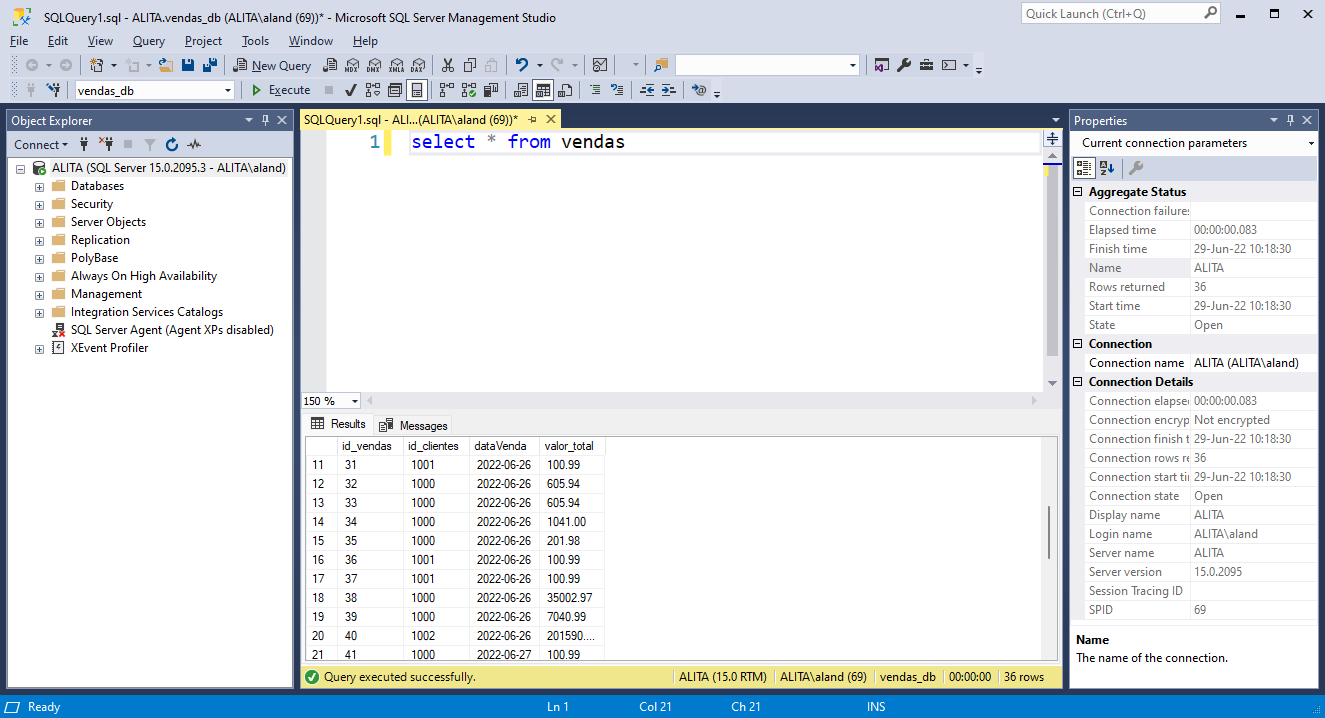 SQLQuery1.sql - ALITA.vendas_db (ALITA\aland (69))* - Microsoft SQL Server Management Studio
Quick Launch (Ctrl+Q)
File Edit View Query Project Tools Window Help
New Query
MDX DMX XMLA DAX
vendas_db
Execute
Object Explorer
Connect
ALITA (SQL Server 15.0.2095.3 - ALITA\aland)
Databases
Security
Server Objects
Replication
PolyBase
Always On High Availability
Management
Integration Services Catalogs
SQL Server Agent (Agent XPs disabled)
XEvent Profiler
SQLQuery1.sql - ALI...(ALITA\aland (69))*
1 select * from vendas
150 %
Results Messages
id_vendas id_clientes dataVenda valor_total
11 31 1001 2022-06-26 100.99
12 32 1000 2022-06-26 605.94
13 33 1000 2022-06-26 605.94
14 34 1000 2022-06-26 1041.00
15 35 1000 2022-06-26 201.98
16 36 1001 2022-06-26 100.99
17 37 1001 2022-06-26 100.99
18 38 1000 2022-06-26 35002.97
19 39 1000 2022-06-26 7040.99
20 40 1002 2022-06-26 201590....
21 41 1000 2022-06-27 100.99
Query executed successfully. ALITA (15.0 RTM) ALITA\aland (69) vendas_db 00:00:00 36 rows
Properties
Current connection parameters
Aggregate Status
Connection failures
Elapsed time 00:00:00.083
Finish time 29-Jun-22 10:18:30
Name ALITA
Rows returned 36
Start time 29-Jun-22 10:18:30
State Open
Connection
Connection name ALITA (ALITA\aland)
Connection Details
Connection elapse 00:00:00.083
Connection encryp Not encrypted
Connection finish t 29-Jun-22 10:18:30
Connection rows re 36
Connection start ti 29-Jun-22 10:18:30
Connection state Open
Display name ALITA
Login name ALITA\aland
Server name ALITA
Server version 15.0.2095
Session Tracing ID
SPID 69
Name
The name of the connection.
Ready Ln 1 Col 21 Ch 21 INS